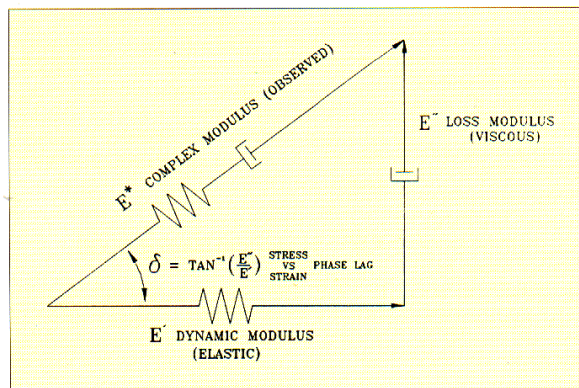 E* COMPLEX MODULUS (OBSERVED)
E″ LOSS MODULUS
(VISCOUS)
δ = TAN⁻¹(E″/E′) STRESS VS STRAIN PHASE LAG
E′ DYNAMIC MODULUS
(ELASTIC)